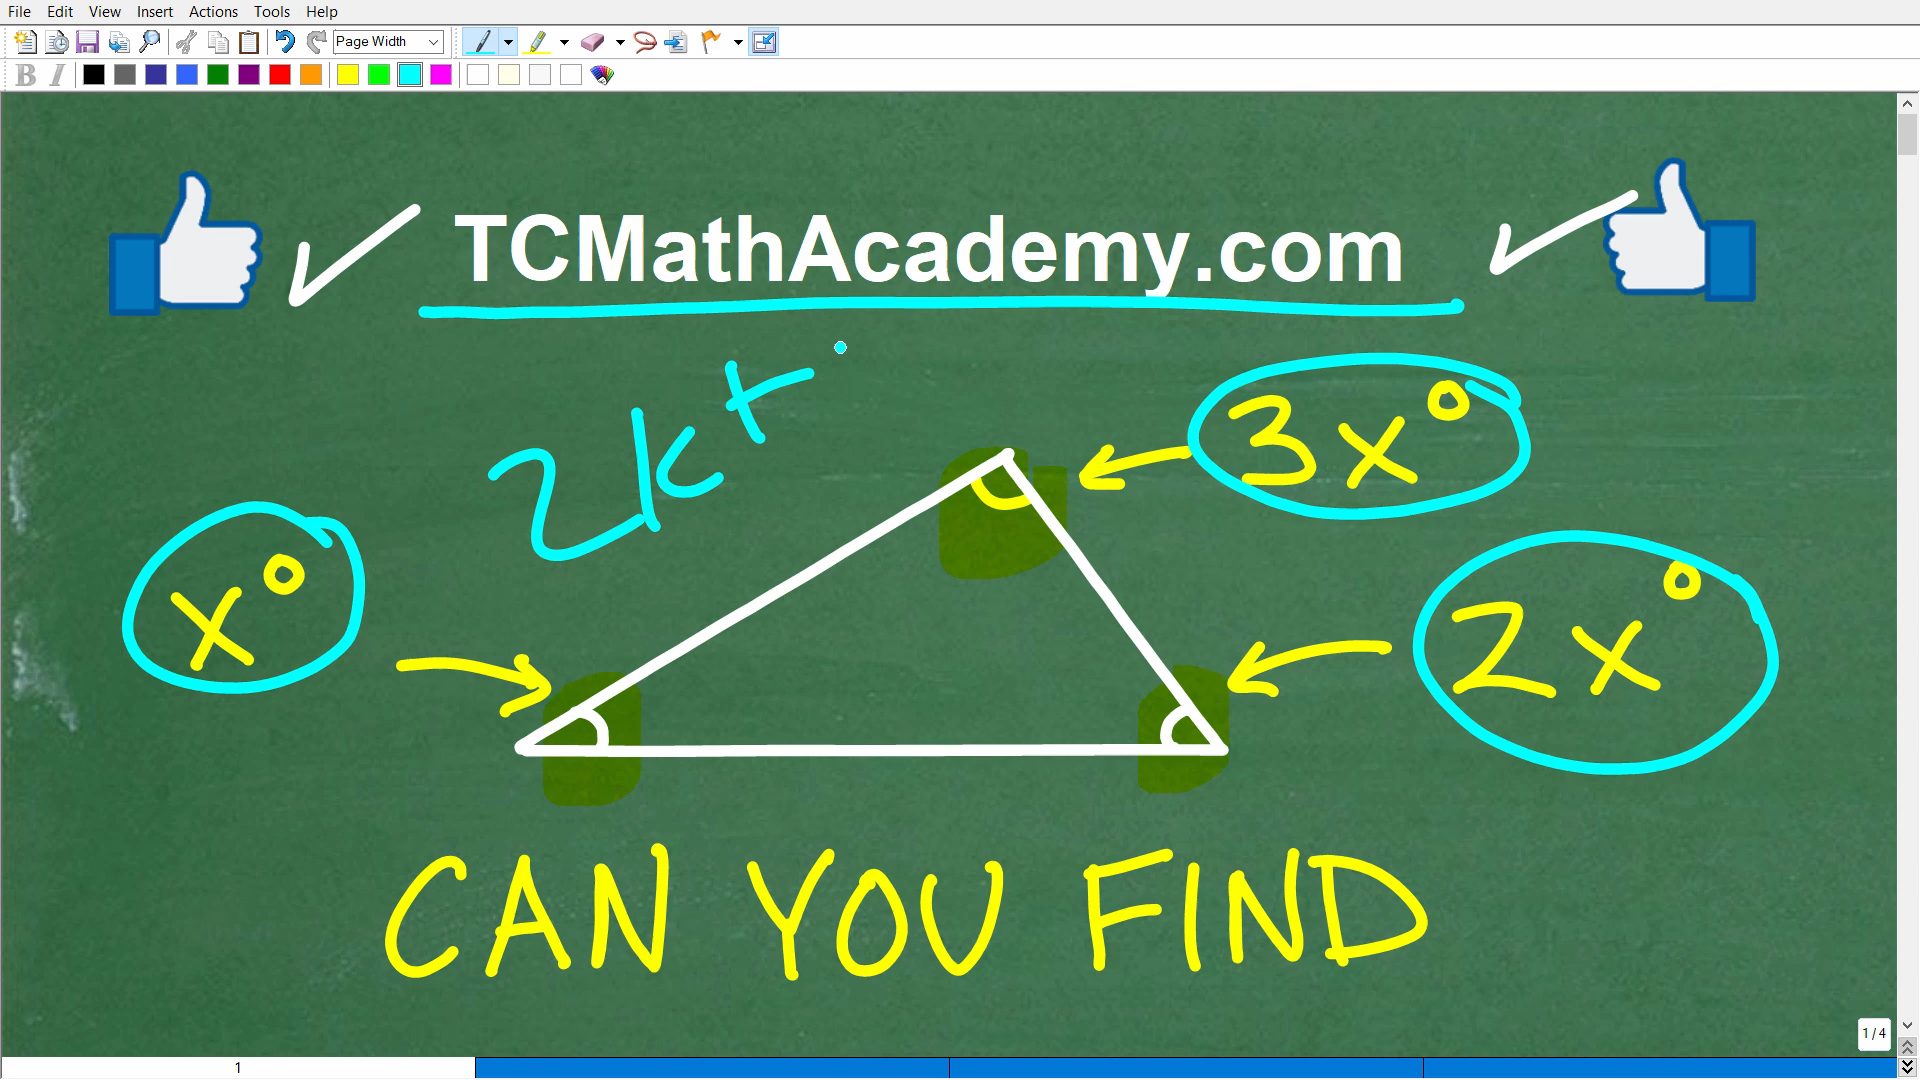 File Edit View Insert Actions Tools Help
Page Width
B I
TCMathAcademy.com
2k+
3x°
x°
2x°
CAN YOU FIND
1 / 4
1